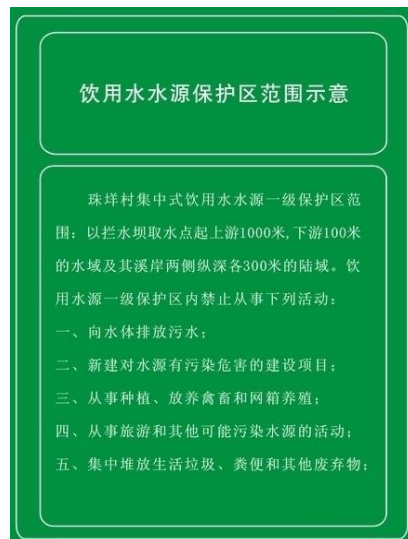 饮用水水源保护区范围示意
珠垟村集中式饮用水水源一级保护区范
围：以拦水坝取水点起上游1000米,下游100米
的水域及其溪岸两侧纵深各300米的陆域。饮
用水源一级保护区内禁止从事下列活动：
一、向水体排放污水；
二、新建对水源有污染危害的建设项目；
三、从事种植、放养禽畜和网箱养殖；
四、从事旅游和其他可能污染水源的活动；
五、集中堆放生活垃圾、粪便和其他废弃物；